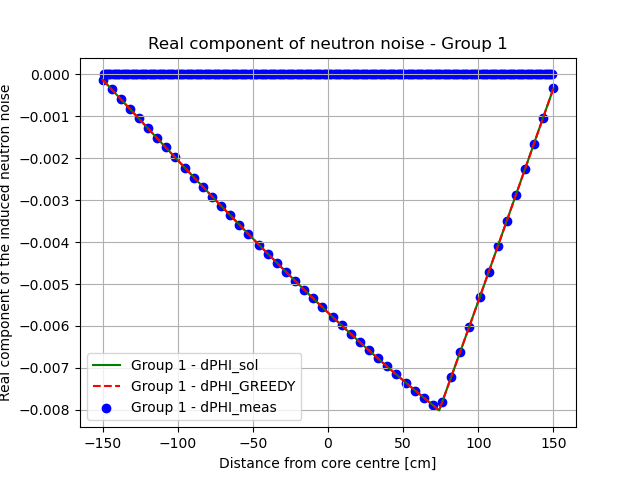 Real component of neutron noise - Group 1
Real component of the induced neutron noise
0.000
−0.001
−0.002
−0.003
−0.004
−0.005
−0.006
−0.007
−0.008
Group 1 - dPHI_sol
Group 1 - dPHI_GREEDY
Group 1 - dPHI_meas
−150
−100
−50
0
50
100
150
Distance from core centre [cm]